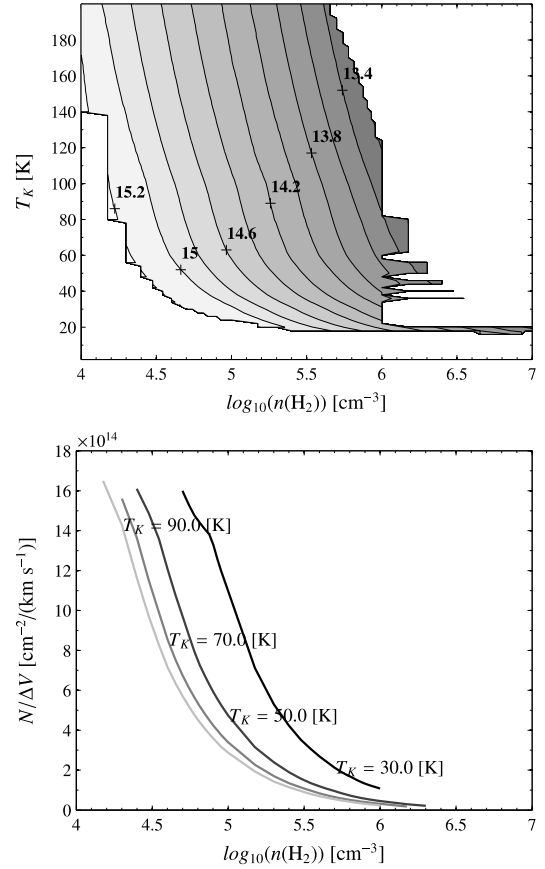 200
180
160
140
120
100
80
60
40
20
T_K [K]
13.4
13.8
14.2
14.6
15
15.2
4 4.5 5 5.5 6 6.5 7
log₁₀(n(H₂)) [cm⁻³]
×10¹⁴
18
16
14
12
10
8
6
4
2
0
N/ΔV [cm⁻²/(km s⁻¹)]
T_K = 90.0 [K]
T_K = 70.0 [K]
T_K = 50.0 [K]
T_K = 30.0 [K]
4 4.5 5 5.5 6 6.5 7
log₁₀(n(H₂)) [cm⁻³]